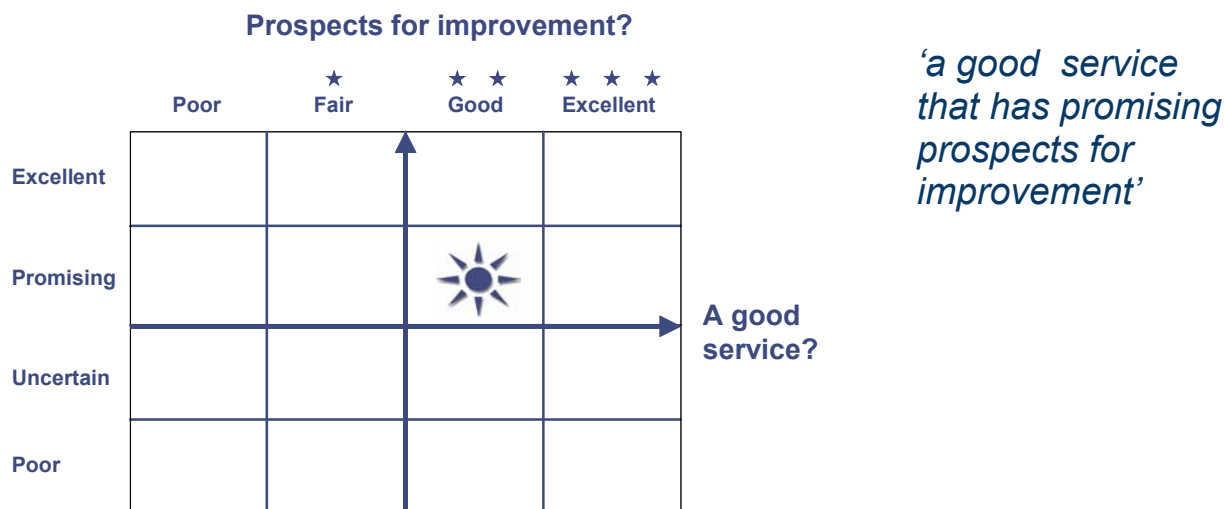 Prospects for improvement?
★ ★ ★ ★ ★ ★
Poor Fair Good Excellent
Excellent
Promising
Uncertain
Poor
A good
service?
‘a good service
that has promising
prospects for
improvement’